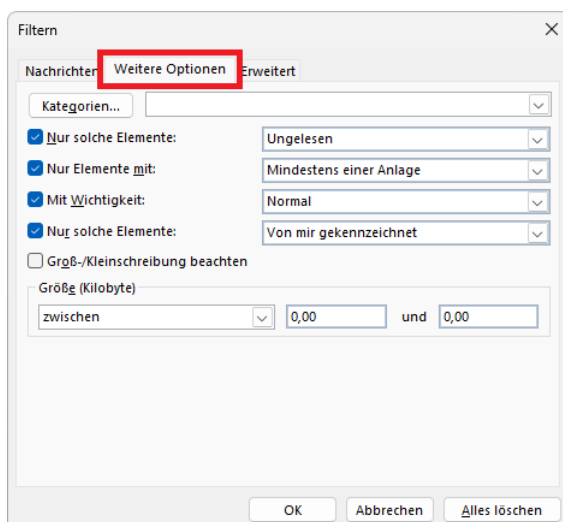 Filtern
Nachrichten Weitere Optionen Erweitert
Kategorien...
Nur solche Elemente: Ungelesen
Nur Elemente mit: Mindestens einer Anlage
Mit Wichtigkeit: Normal
Nur solche Elemente: Von mir gekennzeichnet
Groß-/Kleinschreibung beachten
Größe (Kilobyte)
zwischen 0,00 und 0,00
OK Abbrechen Alles löschen